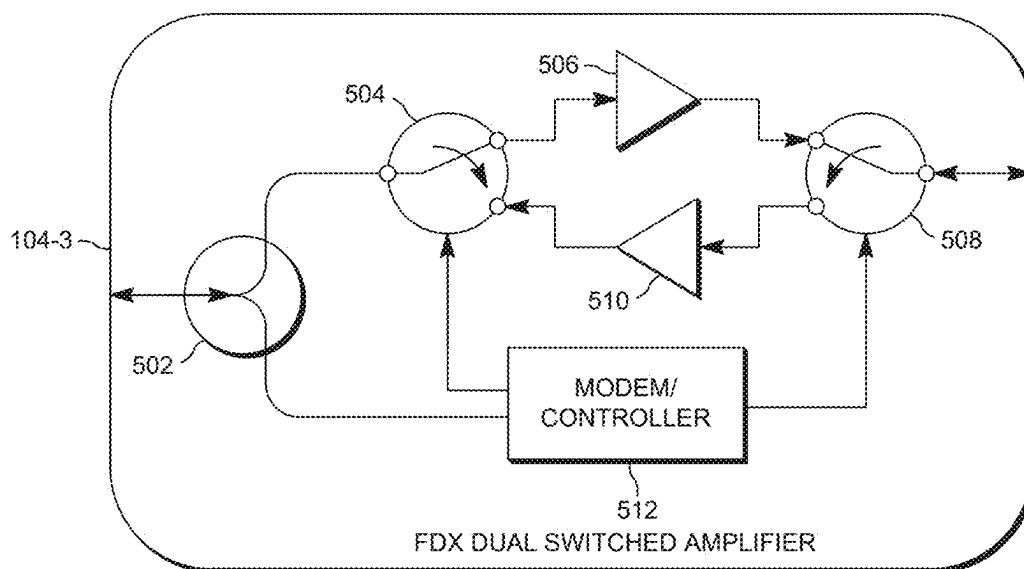 506
504
104-3
508
510
502
MODEM/
CONTROLLER
512
FDX DUAL SWITCHED AMPLIFIER